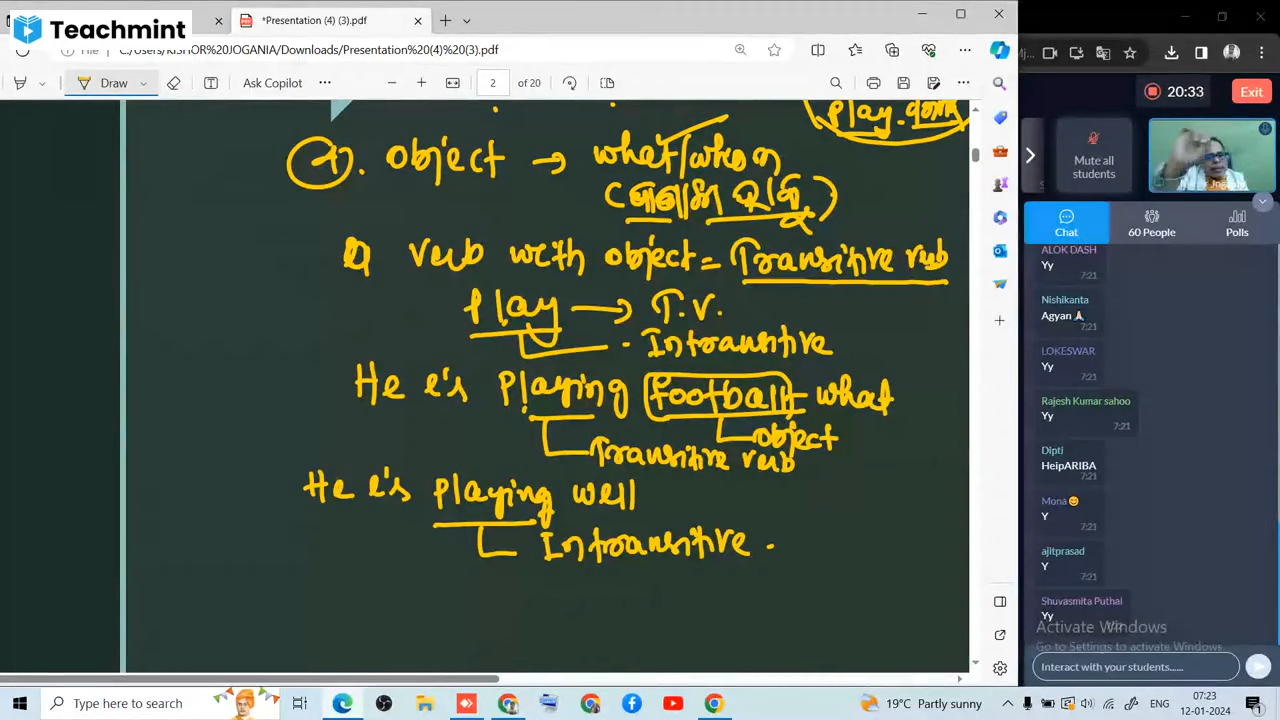 Teachmint
*Presentation (4) (3).pdf
File
C:/Users/KISHOR%20JOGANIA/Downloads/Presentation%20(4)%20(3).pdf
Draw
Ask Copilot
2
of 20
20:33
Exit
Mute all
students
Chat
60 People
Polls
play
object → what/whom
verb with object = Transitive verb
Play → T.V.
Intransitive
He is playing football what
object
Transitive verb
He is playing well
Intransitive.
ALOK DASH
Yy
7:21
Nishikanta
Agyan🙏🏻
7:21
LOKESWAR
Yy
7:21
Rajesh Kumar sahoo
Yy
7:21
Dipti
HeipARIBA
7:21
Mona😊
Y
7:21
ajitprasad
Y
7:21
Shuvasmita Puthal
Yy
Activate Windows
Go to Settings to activate Windows.
Interact with your students......
Type here to search
19°C Partly sunny
07:23
12-01-2024